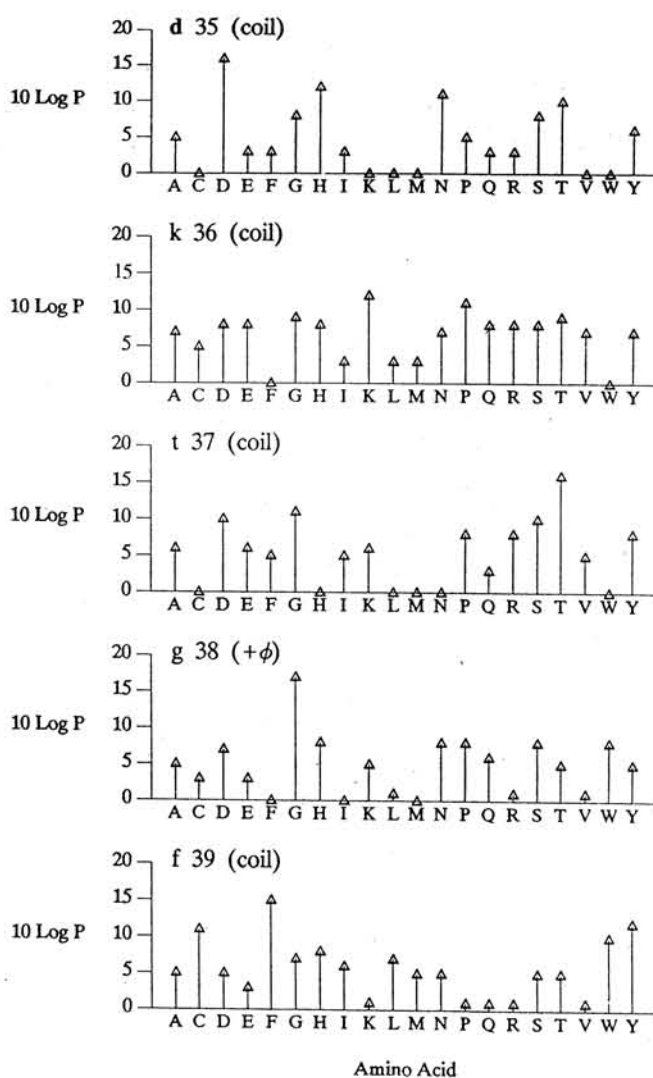 20
d 35 (coil)
15
10 Log P
10
5
0
A C D E F G H I K L M N P Q R S T V W Y
20
k 36 (coil)
15
10 Log P
10
5
0
A C D E F G H I K L M N P Q R S T V W Y
20
t 37 (coil)
15
10 Log P
10
5
0
A C D E F G H I K L M N P Q R S T V W Y
20
g 38 (+ϕ)
15
10 Log P
10
5
0
A C D E F G H I K L M N P Q R S T V W Y
20
f 39 (coil)
15
10 Log P
10
5
0
A C D E F G H I K L M N P Q R S T V W Y
Amino Acid